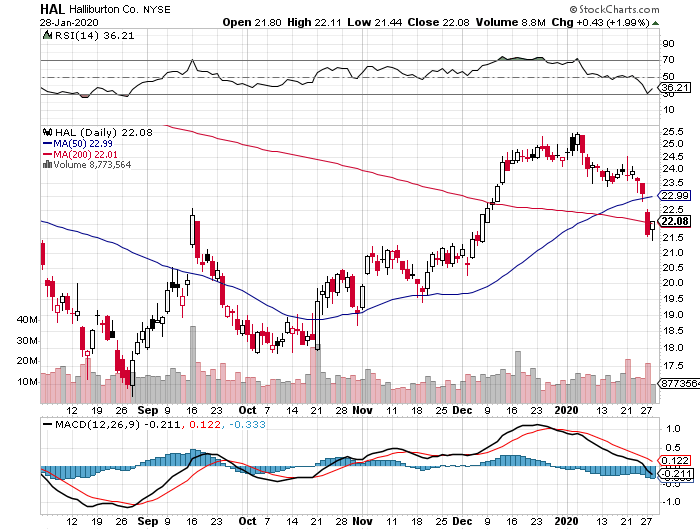 HAL Halliburton Co. NYSE © StockCharts.com
28-Jan-2020 Open 21.80 High 22.11 Low 21.44 Close 22.08 Volume 8.8M Chg +0.43 (+1.99%)
RSI(14) 36.21
90
70
50
36.21
30
10
HAL (Daily) 22.08
MA(50) 22.99
MA(200) 22.01
Volume 8,773,564
25.5
25.0
24.5
24.0
23.5
22.99
22.5
22.08
21.5
21.0
20.5
20.0
19.5
19.0
18.5
18.0
17.5
40M
30M
20M
10M
8773564
12 19 26 Sep 9 16 23 Oct 7 14 21 28 Nov 11 18 25 Dec 9 16 23 2020 13 21 27
MACD(12,26,9) -0.211, 0.122, -0.333
1.0
0.5
0.122
-0.211
-0.5
-1.0
12 19 26 Sep 9 16 23 Oct 7 14 21 28 Nov 11 18 25 Dec 9 16 23 2020 13 21 27